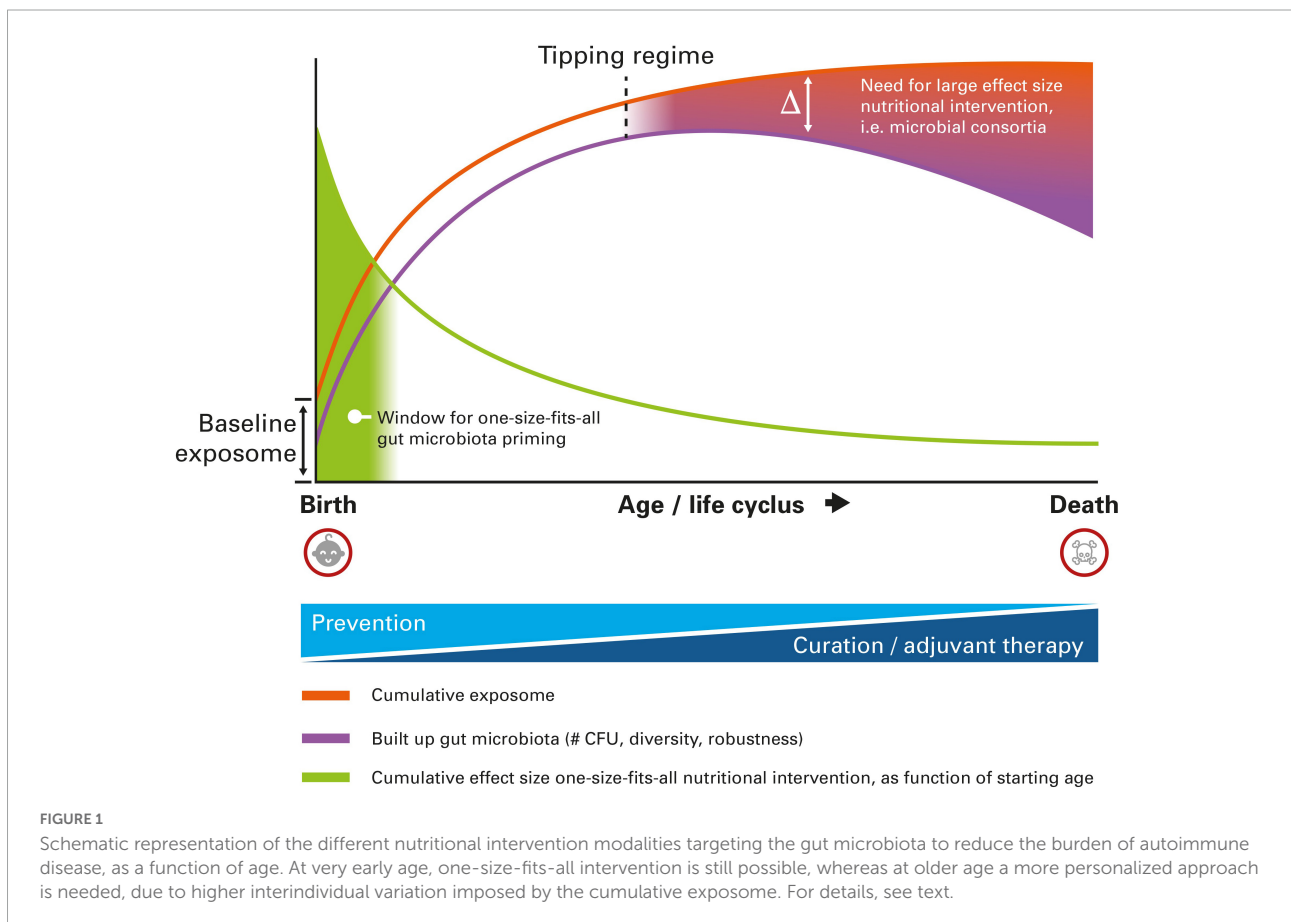 Tipping regime
Δ
Need for large effect size
nutritional intervention,
i.e. microbial consortia
Baseline
exposome
Window for one-size-fits-all
gut microbiota priming
Birth
Age / life cyclus
Death
Prevention
Curation / adjuvant therapy
Cumulative exposome
Built up gut microbiota (# CFU, diversity, robustness)
Cumulative effect size one-size-fits-all nutritional intervention, as function of starting age
FIGURE 1
Schematic representation of the different nutritional intervention modalities targeting the gut microbiota to reduce the burden of autoimmune
disease, as a function of age. At very early age, one-size-fits-all intervention is still possible, whereas at older age a more personalized approach
is needed, due to higher interindividual variation imposed by the cumulative exposome. For details, see text.